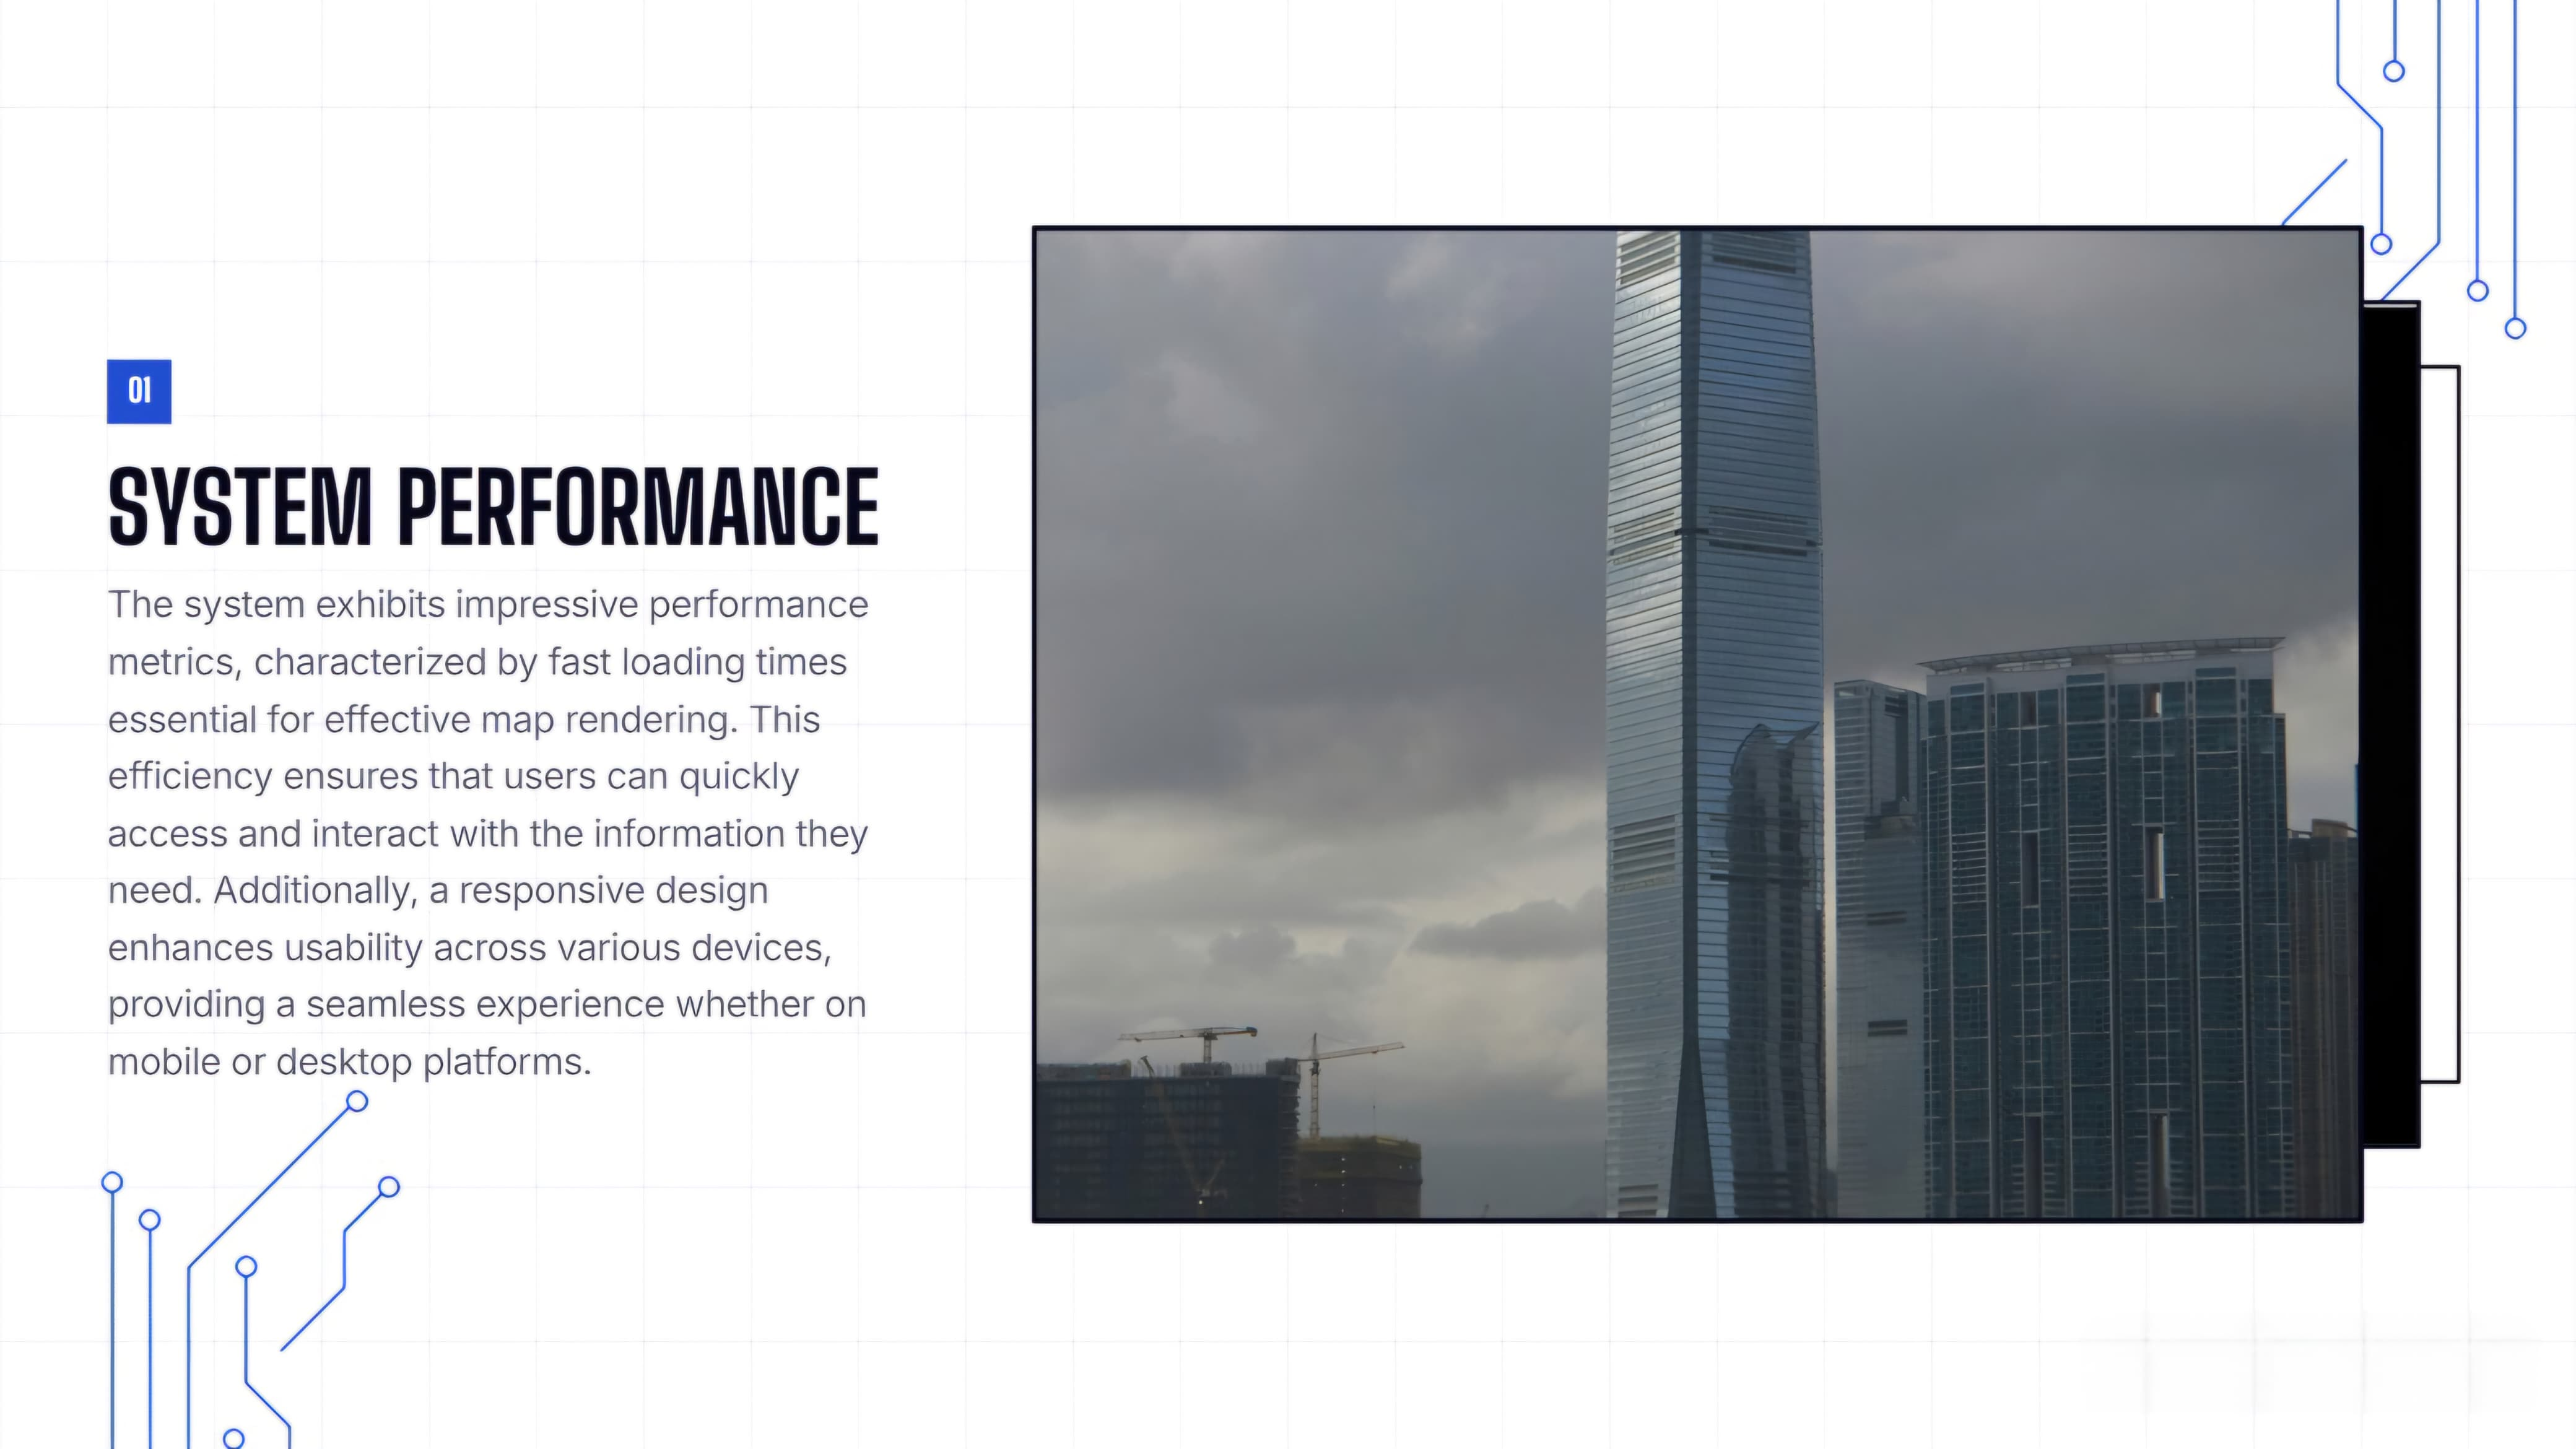 01
SYSTEM PERFORMANCE
The system exhibits impressive performance
metrics, characterized by fast loading times
essential for effective map rendering. This
efficiency ensures that users can quickly
access and interact with the information they
need. Additionally, a responsive design
enhances usability across various devices,
providing a seamless experience whether on
mobile or desktop platforms.